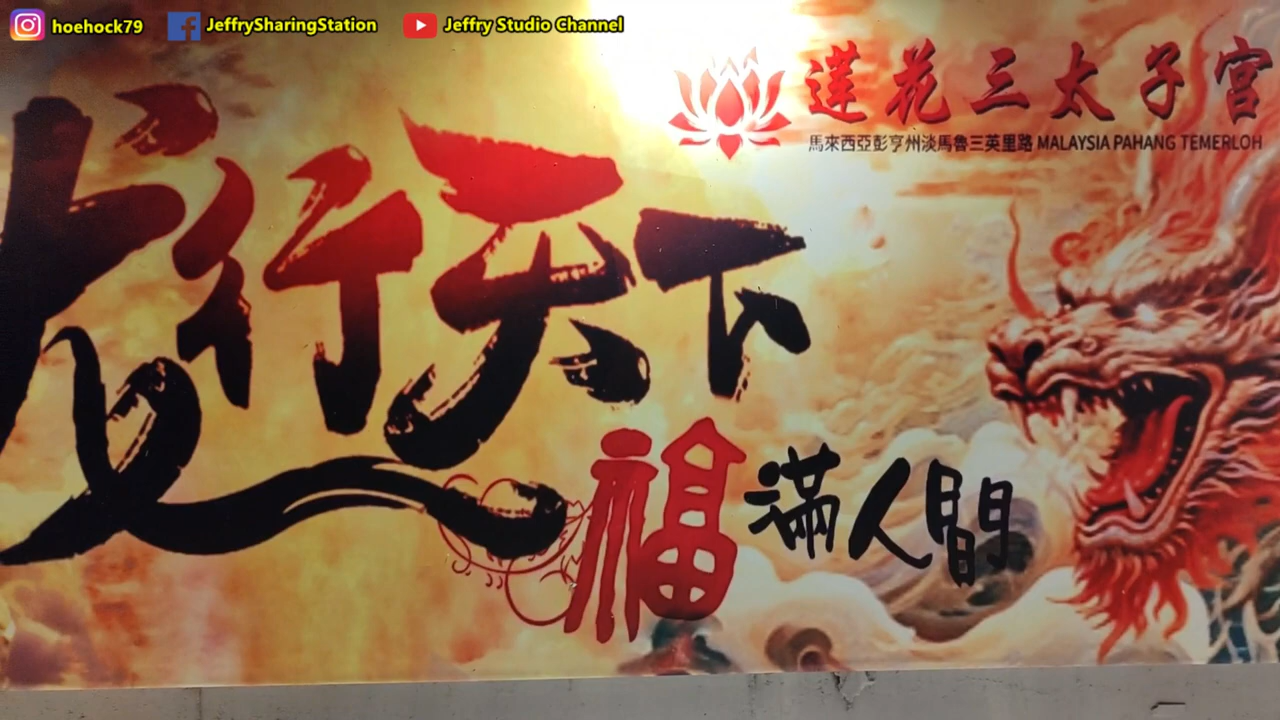 hoehock79 JeffrySharingStation Jeffry Studio Channel
蓮花三太子宮
馬來西亞彭亨州淡馬魯三英里路 MALAYSIA PAHANG TEMERLOH
龙行天下
福滿人間